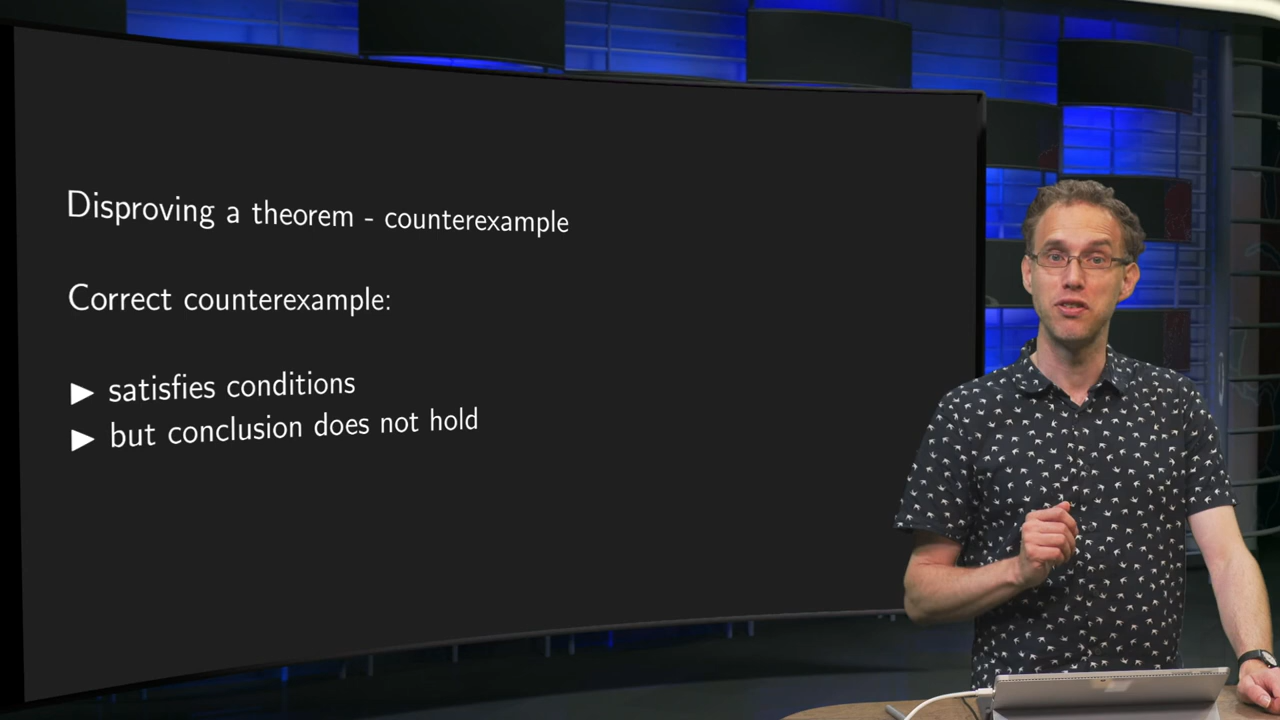 Disproving a theorem - counterexample
Correct counterexample:
▶ satisfies conditions
▶ but conclusion does not hold